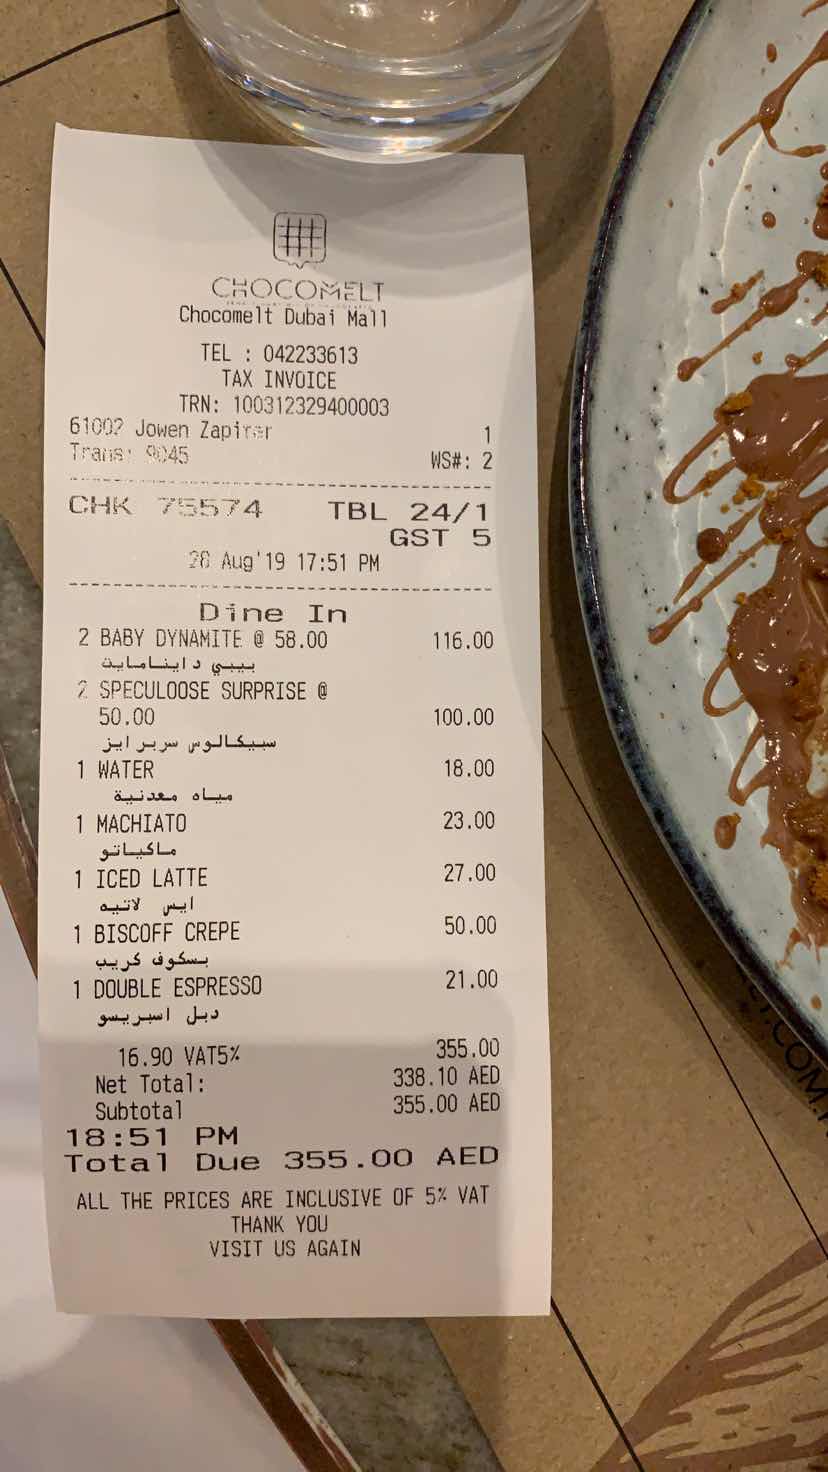 CHOCOMELT
Chocomelt Dubai Mall
TEL : 042233613
TAX INVOICE
TRN: 100312329400003
61002 Jowen 1
Trans: 9045 WS#: 2
CHK 75574 TBL 24/1
GST 5
28 Aug'19 17:51 PM
Dine In
2 BABY DYNAMITE @ 58.00 116.00
بيبي داينامايت
2 SPECULOOSE SURPRISE @
50.00 100.00
سبيكالوس سربرايز
1 WATER 18.00
مياه معدنية
1 MACHIATO 23.00
ماكياتو
1 ICED LATTE 27.00
ايس لاتيه
1 BISCOFF CREPE 50.00
بسكوف كريب
1 DOUBLE ESPRESSO 21.00
دبل اسبريسو
16.90 VAT5% 355.00
Net Total: 338.10 AED
Subtotal 355.00 AED
18:51 PM
Total Due 355.00 AED
ALL THE PRICES ARE INCLUSIVE OF 5% VAT
THANK YOU
VISIT US AGAIN